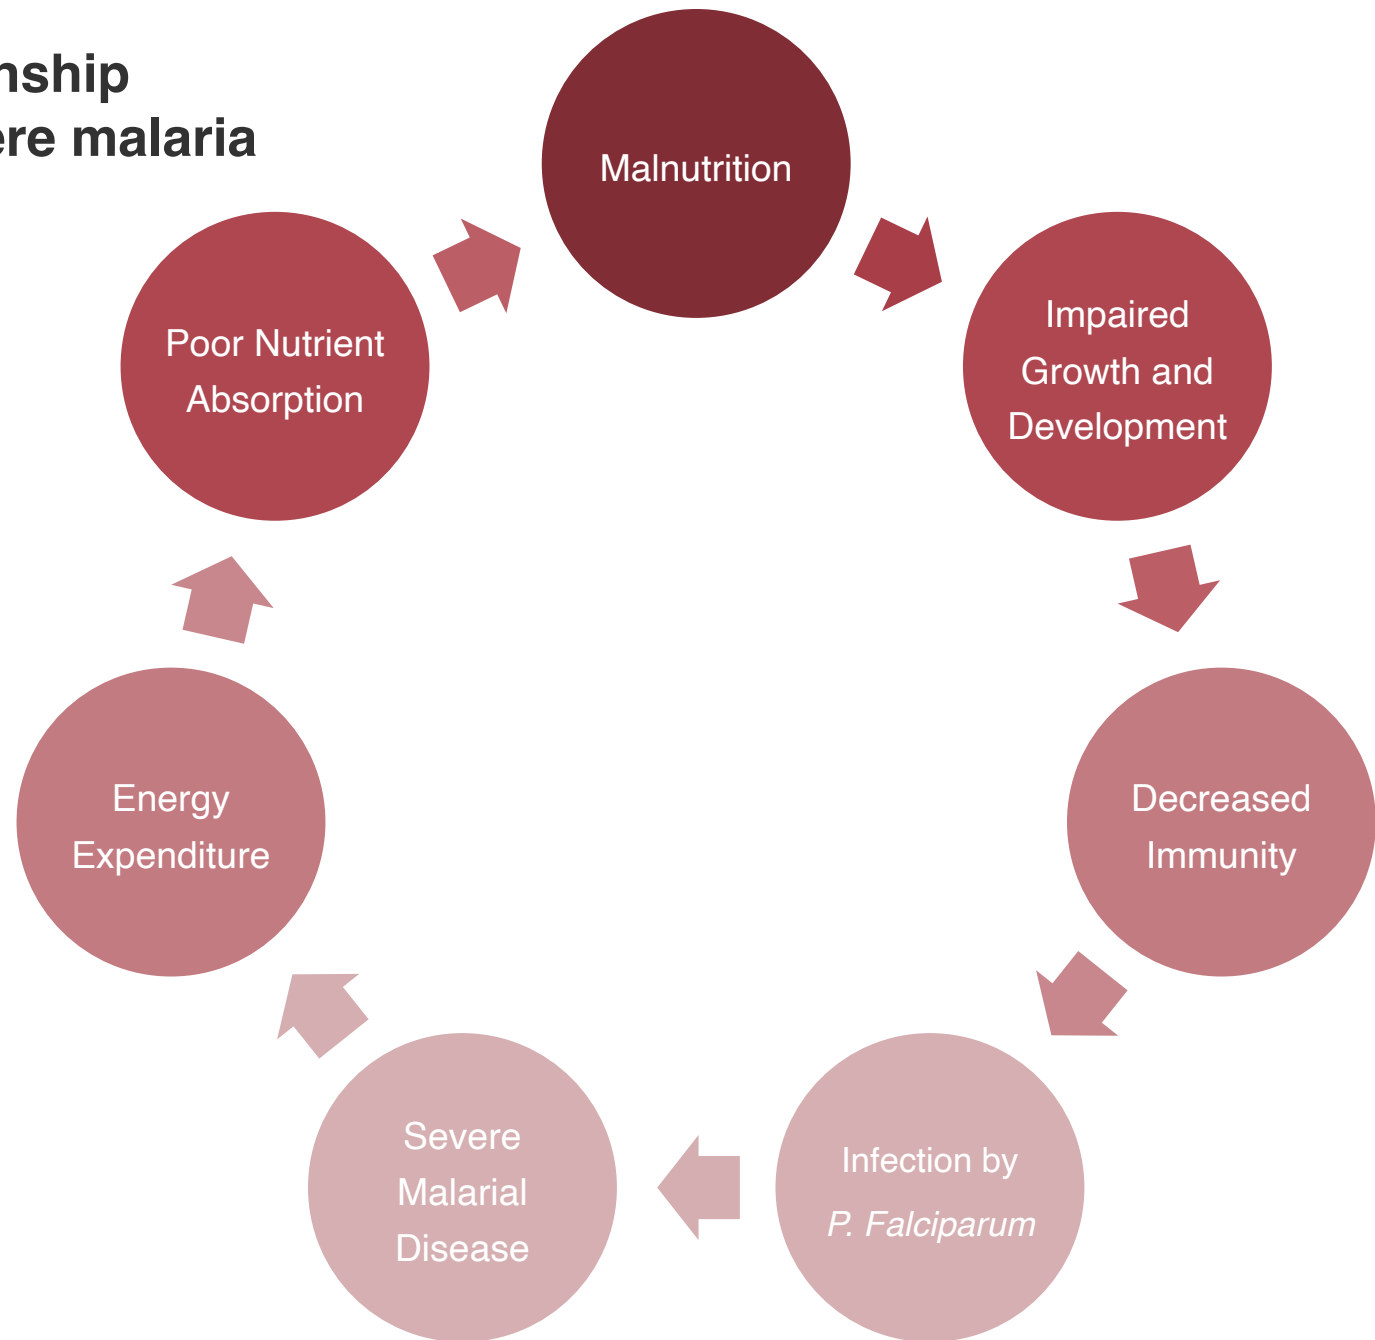 nship
ere malaria
Malnutrition
Impaired
Growth and
Development
Decreased
Immunity
Infection by
P. Falciparum
Severe
Malarial
Disease
Energy
Expenditure
Poor Nutrient
Absorption